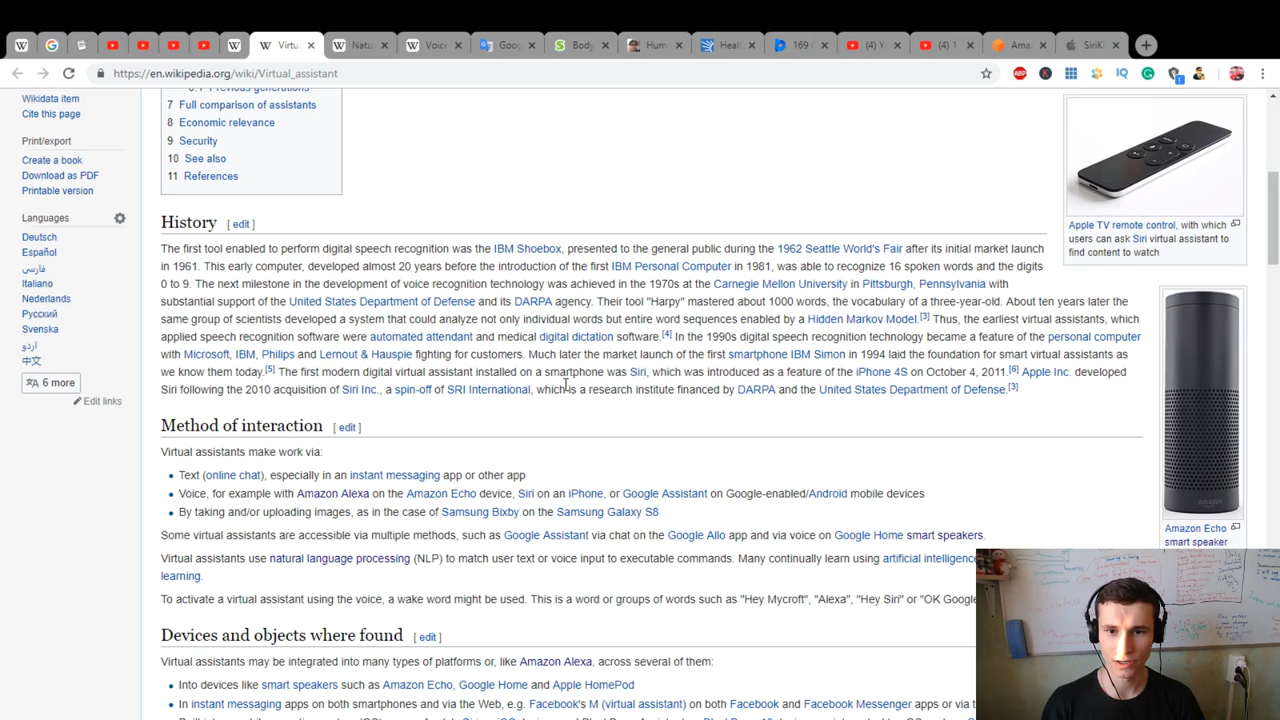 Virtu
Natu
Voice
Goog
Body
Hum
Heal
169
(4) Y
(4) 1
Ama
SiriK
https://en.wikipedia.org/wiki/Virtual_assistant
Wikidata item
Cite this page
Print/export
Create a book
Download as PDF
Printable version
Languages
Deutsch
Español
فارسی
Italiano
Nederlands
Русский
Svenska
اردو
中文
6 more
Edit links
7 Full comparison of assistants
8 Economic relevance
9 Security
10 See also
11 References
History [ edit ]
The first tool enabled to perform digital speech recognition was the IBM Shoebox, presented to the general public during the 1962 Seattle World's Fair after its initial market launch
in 1961. This early computer, developed almost 20 years before the introduction of the first IBM Personal Computer in 1981, was able to recognize 16 spoken words and the digits
0 to 9. The next milestone in the development of voice recognition technology was achieved in the 1970s at the Carnegie Mellon University in Pittsburgh, Pennsylvania with
substantial support of the United States Department of Defense and its DARPA agency. Their tool "Harpy" mastered about 1000 words, the vocabulary of a three-year-old. About ten years later the
same group of scientists developed a system that could analyze not only individual words but entire word sequences enabled by a Hidden Markov Model.[3] Thus, the earliest virtual assistants, which
applied speech recognition software were automated attendant and medical digital dictation software.[4] In the 1990s digital speech recognition technology became a feature of the personal computer
with Microsoft, IBM, Philips and Lernout & Hauspie fighting for customers. Much later the market launch of the first smartphone IBM Simon in 1994 laid the foundation for smart virtual assistants as
we know them today.[5] The first modern digital virtual assistant installed on a smartphone was Siri, which was introduced as a feature of the iPhone 4S on October 4, 2011.[6] Apple Inc. developed
Siri following the 2010 acquisition of Siri Inc., a spin-off of SRI International, which is a research institute financed by DARPA and the United States Department of Defense.[3]
Method of interaction [ edit ]
Virtual assistants make work via:
Text (online chat), especially in an instant messaging app or other app
Voice, for example with Amazon Alexa on the Amazon Echo device, Siri on an iPhone, or Google Assistant on Google-enabled/Android mobile devices
By taking and/or uploading images, as in the case of Samsung Bixby on the Samsung Galaxy S8
Some virtual assistants are accessible via multiple methods, such as Google Assistant via chat on the Google Allo app and via voice on Google Home smart speakers.
Virtual assistants use natural language processing (NLP) to match user text or voice input to executable commands. Many continually learn using artificial intelligence
learning.
To activate a virtual assistant using the voice, a wake word might be used. This is a word or groups of words such as "Hey Mycroft", "Alexa", "Hey Siri" or "OK Google
Devices and objects where found [ edit ]
Virtual assistants may be integrated into many types of platforms or, like Amazon Alexa, across several of them:
Into devices like smart speakers such as Amazon Echo, Google Home and Apple HomePod
In instant messaging apps on both smartphones and via the Web, e.g. Facebook's M (virtual assistant) on both Facebook and Facebook Messenger apps or via
Apple TV remote control, with which
users can ask Siri virtual assistant to
find content to watch
amazon
Amazon Echo
smart speaker